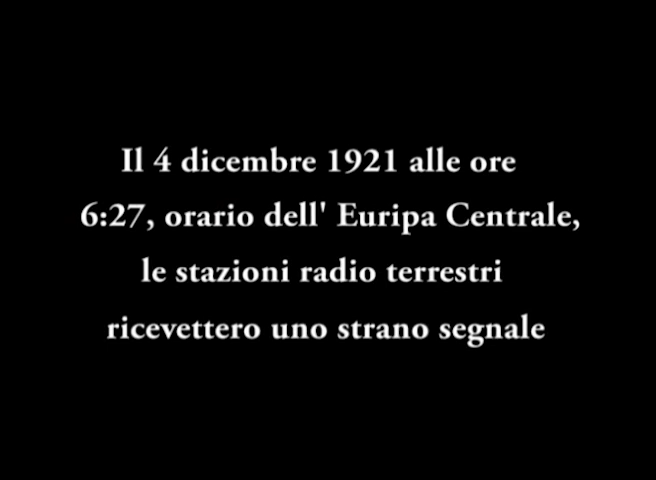 Il 4 dicembre 1921 alle ore
6:27, orario dell' Euripa Centrale,
le stazioni radio terrestri
ricevettero uno strano segnale